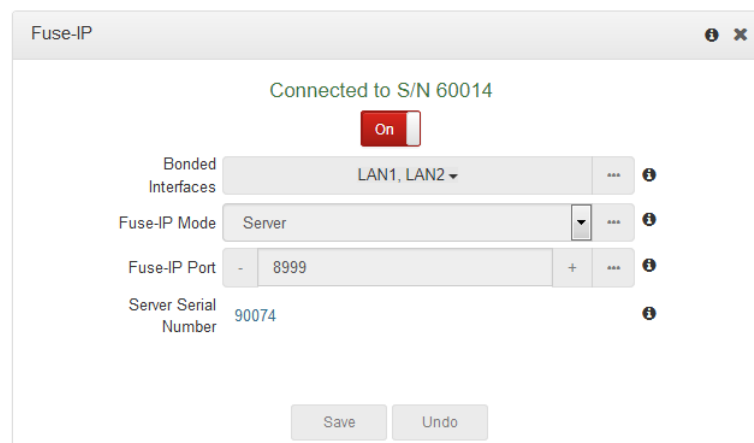 Fuse-IP
Connected to S/N 60014
On
Bonded
Interfaces
LAN1, LAN2
Fuse-IP Mode
Server
Fuse-IP Port
-
8999
+
Server Serial
Number
90074
Save
Undo